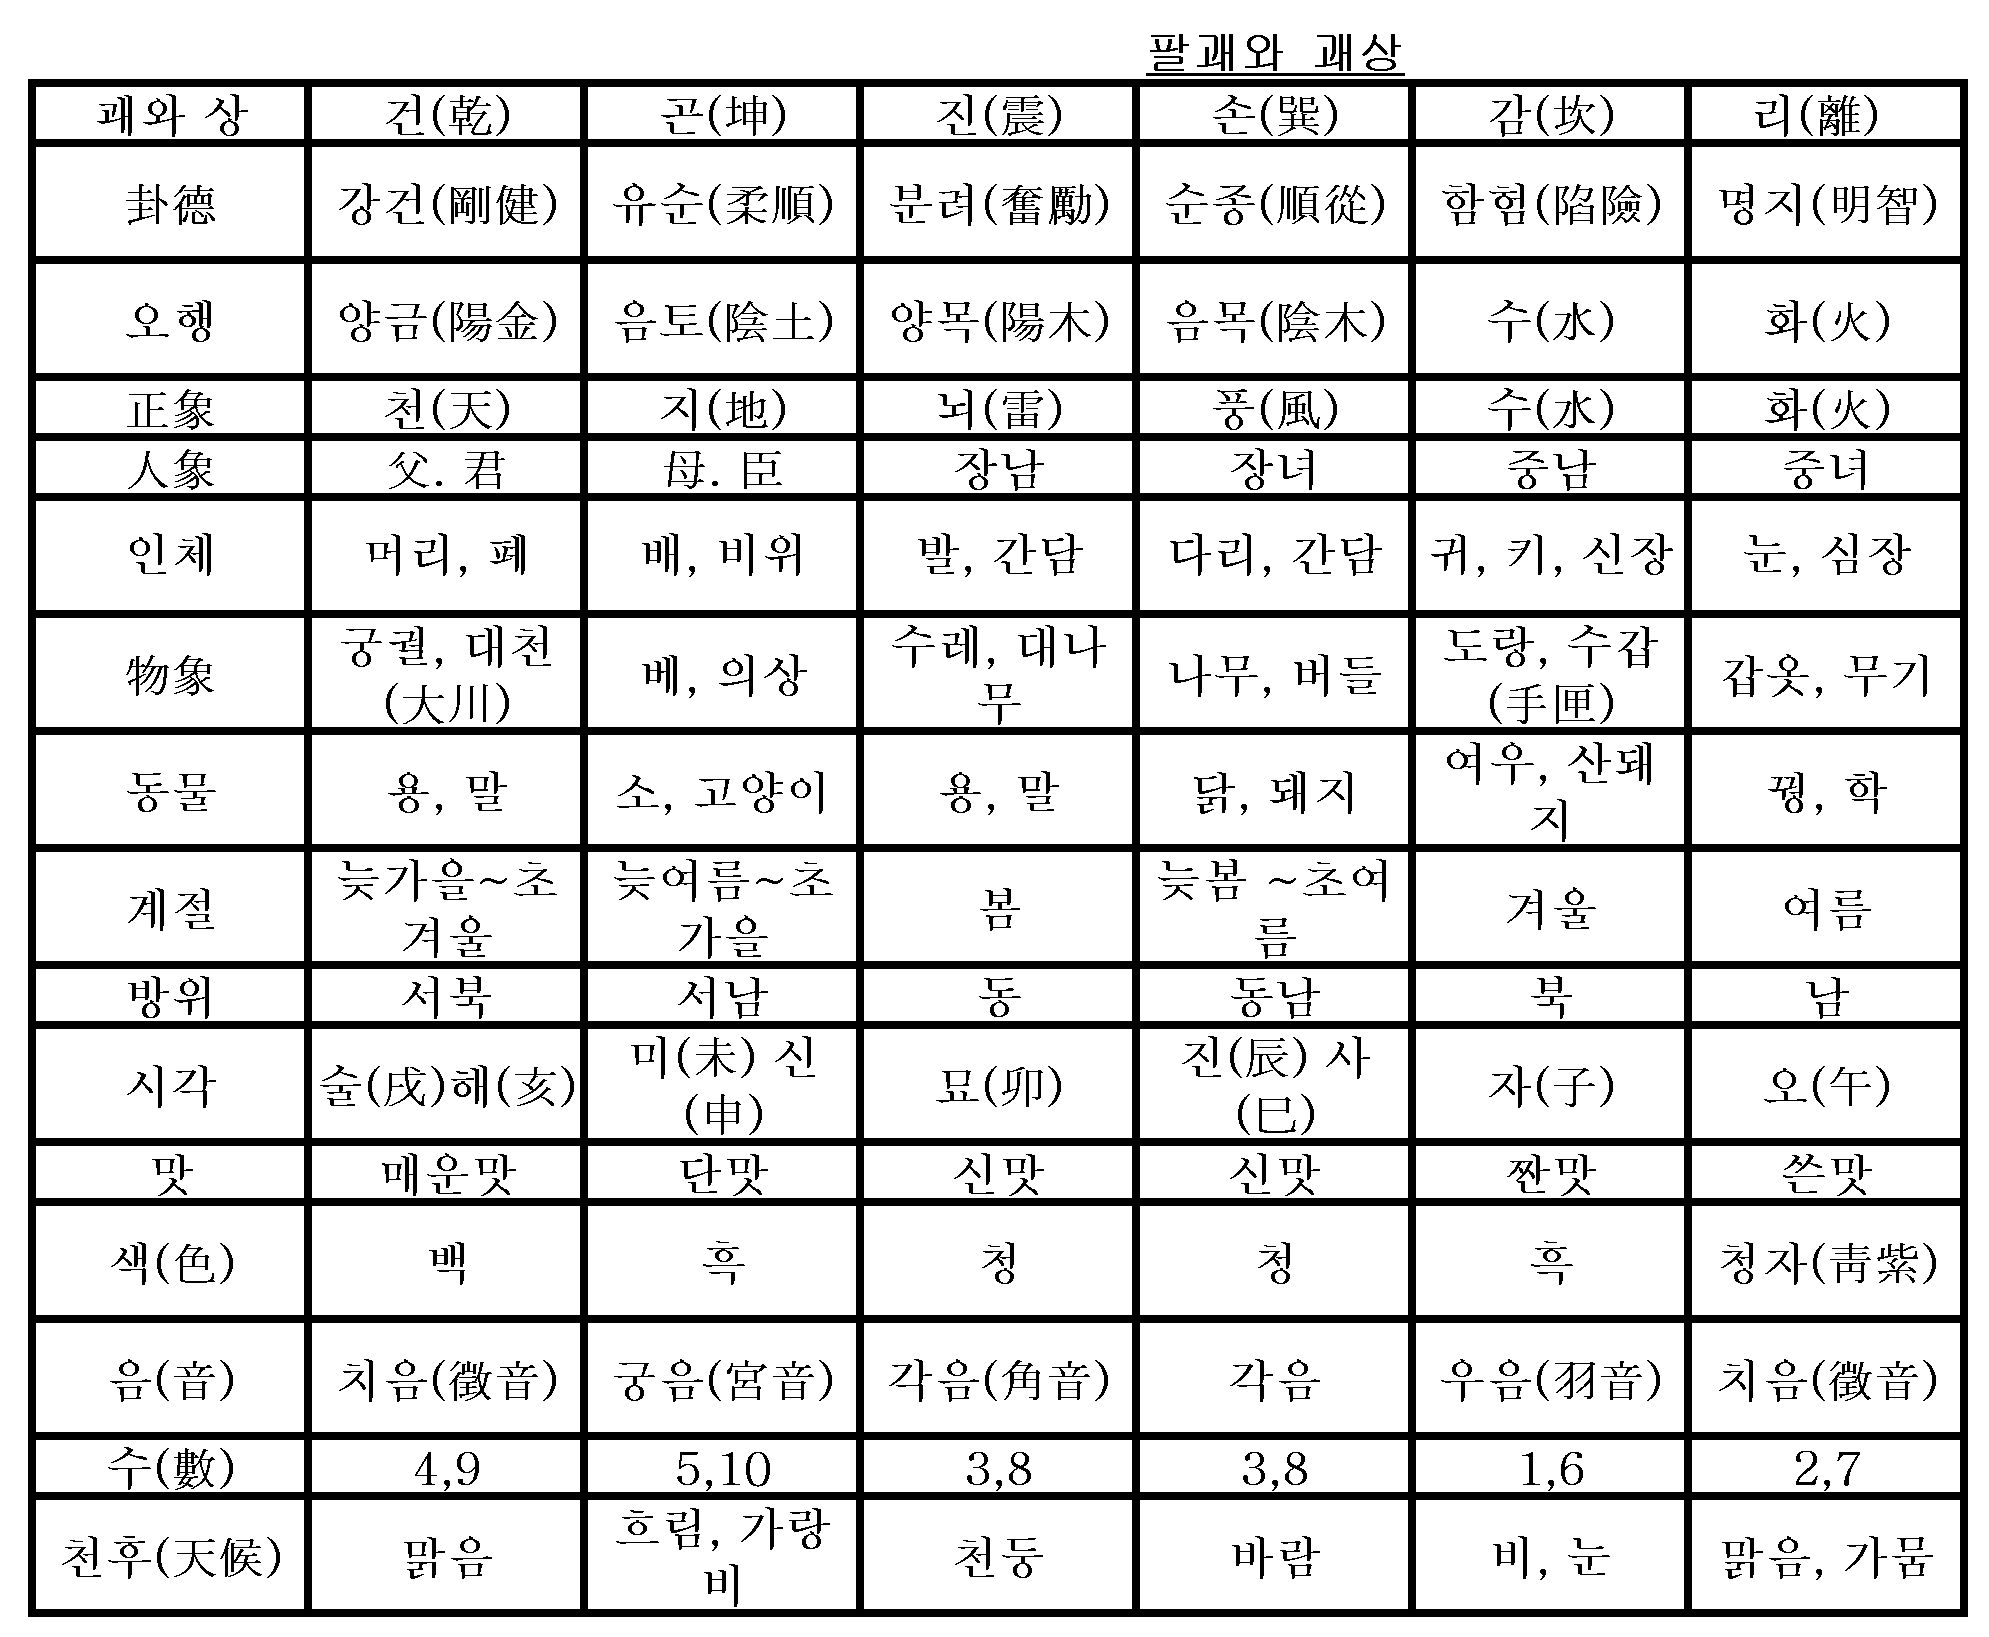 팔괘와 괘상
괘와 상 건(乾) 곤(坤) 진(震) 손(巽) 감(坎) 리(離)
卦德 강건(剛健) 유순(柔順) 분려(奮勵) 순종(順從) 함험(陷險) 명지(明智)
오행 양금(陽金) 음토(陰土) 양목(陽木) 음목(陰木) 수(水) 화(火)
正象 천(天) 지(地) 뇌(雷) 풍(風) 수(水) 화(火)
人象 父. 君 母. 臣 장남 장녀 중남 중녀
인체 머리, 폐 배, 비위 발, 간담 다리, 간담 귀, 키, 신장 눈, 심장
物象 궁궐, 대천(大川) 베, 의상 수레, 대나무 나무, 버들 도랑, 수갑(手匣) 갑옷, 무기
동물 용, 말 소, 고양이 용, 말 닭, 돼지 여우, 산돼지 꿩, 학
계절 늦가을~초겨울 늦여름~초가을 봄 늦봄 ~초여름 겨울 여름
방위 서북 서남 동 동남 북 남
시각 술(戌)해(亥) 미(未) 신(申) 묘(卯) 진(辰) 사(巳) 자(子) 오(午)
맛 매운맛 단맛 신맛 신맛 짠맛 쓴맛
색(色) 백 흑 청 청 흑 청자(靑紫)
음(音) 치음(徵音) 궁음(宮音) 각음(角音) 각음 우음(羽音) 치음(徵音)
수(數) 4,9 5,10 3,8 3,8 1,6 2,7
천후(天候) 맑음 흐림, 가랑비 천둥 바람 비, 눈 맑음, 가뭄